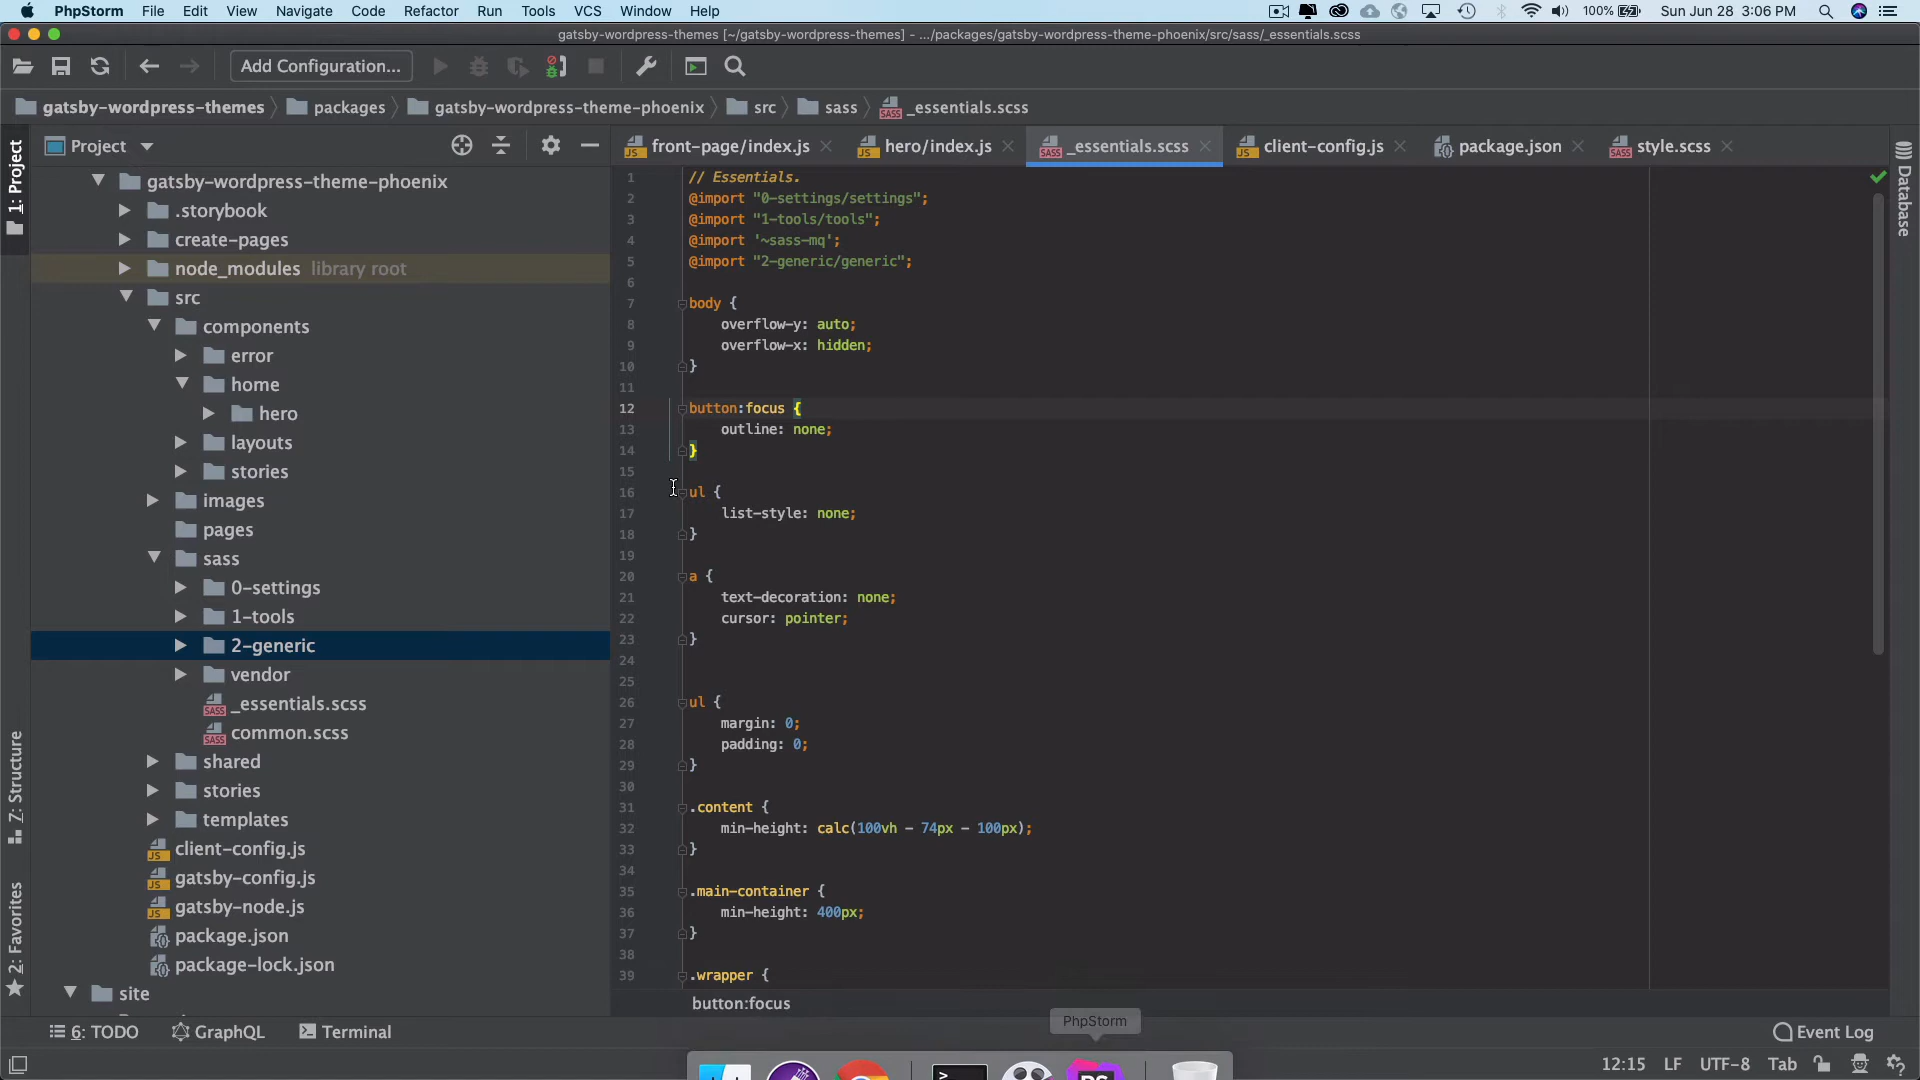 PhpStorm File Edit View Navigate Code Refactor Run Tools VCS Window Help 100% Sun Jun 28 3:06 PM
gatsby-wordpress-themes [~/gatsby-wordpress-themes] - .../packages/gatsby-wordpress-theme-phoenix/src/sass/_essentials.scss
Add Configuration...
gatsby-wordpress-themes packages gatsby-wordpress-theme-phoenix src sass _essentials.scss
Project front-page/index.js hero/index.js _essentials.scss client-config.js package.json style.scss
1: Project
Z: Structure
2: Favorites
gatsby-wordpress-theme-phoenix
.storybook
create-pages
node_modules library root
src
components
error
home
hero
layouts
stories
images
pages
sass
0-settings
1-tools
2-generic
vendor
_essentials.scss
common.scss
shared
stories
templates
client-config.js
gatsby-config.js
gatsby-node.js
package.json
package-lock.json
site
1 // Essentials.
2 @import "0-settings/settings";
3 @import "1-tools/tools";
4 @import '~sass-mq';
5 @import "2-generic/generic";
6
7 body {
8 overflow-y: auto;
9 overflow-x: hidden;
10 }
11
12 button:focus {
13 outline: none;
14 }
15
16 ul {
17 list-style: none;
18 }
19
20 a {
21 text-decoration: none;
22 cursor: pointer;
23 }
24
25
26 ul {
27 margin: 0;
28 padding: 0;
29 }
30
31 .content {
32 min-height: calc(100vh - 74px - 100px);
33 }
34
35 .main-container {
36 min-height: 400px;
37 }
38
39 .wrapper {
button:focus
Database
PhpStorm
6: TODO GraphQL Terminal Event Log
12:15 LF UTF-8 Tab